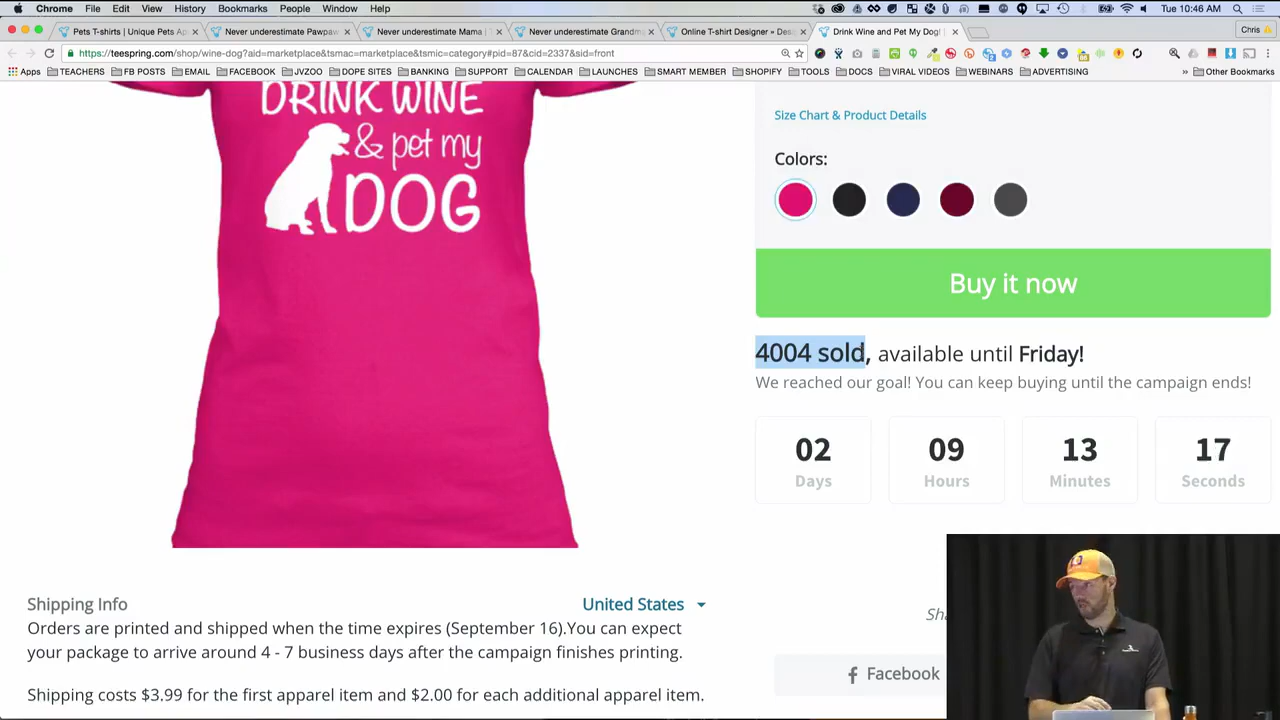 Chrome File Edit View History Bookmarks People Window Help
Tue 10:46 AM
Pets T-shirts | Unique Pets Ap
Never underestimate Pawpaw
Never underestimate Mama
Never underestimate Grandm
Online T-shirt Designer » Des
Drink Wine and Pet My Dog!
Chris
https://teespring.com/shop/wine-dog?aid=marketplace&tsmac=marketplace&tsmic=category#pid=87&cid=2337&sid=front
Apps TEACHERS FB POSTS EMAIL FACEBOOK JVZOO DOPE SITES BANKING SUPPORT CALENDAR LAUNCHES SMART MEMBER SHOPIFY TOOLS DOCS VIRAL VIDEOS WEBINARS ADVERTISING » Other Bookmarks
DRINK WINE
& pet my
DOG
Size Chart & Product Details
Colors:
Buy it now
4004 sold, available until Friday!
We reached our goal! You can keep buying until the campaign ends!
02 09 13 17
Days Hours Minutes Seconds
Shipping Info United States
Orders are printed and shipped when the time expires (September 16).You can expect
your package to arrive around 4 - 7 business days after the campaign finishes printing.
Shipping costs $3.99 for the first apparel item and $2.00 for each additional apparel item.
Facebook